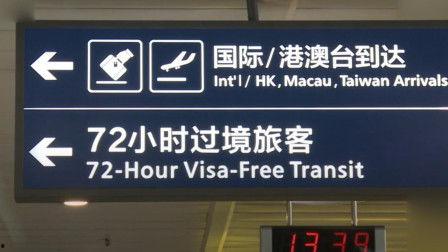 国际/港澳台到达
Int'l / HK, Macau, Taiwan Arrivals
72小时过境旅客
72-Hour Visa-Free Transit
13 39